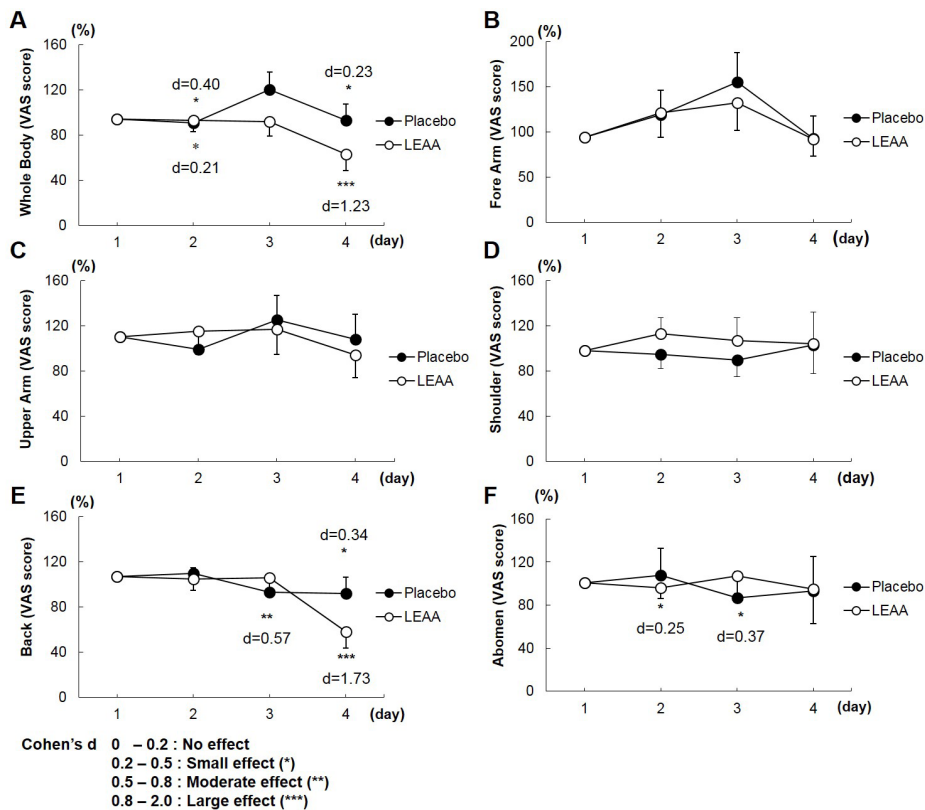 A
(%)
Whole Body (VAS score)
160
120
80
40
0
d=0.40
*
*
d=0.21
d=0.23
*
***
d=1.23
Placebo
LEAA
1 2 3 4 (day)
B
(%)
Fore Arm (VAS score)
200
150
100
50
0
Placebo
LEAA
1 2 3 4 (day)
C
(%)
Upper Arm (VAS score)
160
120
80
40
0
Placebo
LEAA
1 2 3 4 (day)
D
(%)
Shoulder (VAS score)
160
120
80
40
0
Placebo
LEAA
1 2 3 4 (day)
E
(%)
Back (VAS score)
160
120
80
40
0
d=0.34
*
**
d=0.57
***
d=1.73
Placebo
LEAA
1 2 3 4 (day)
F
(%)
Abomen (VAS score)
160
120
80
40
0
*
d=0.25
*
d=0.37
Placebo
LEAA
1 2 3 4 (day)
Cohen's d 0 – 0.2 : No effect
0.2 – 0.5 : Small effect (*)
0.5 – 0.8 : Moderate effect (**)
0.8 – 2.0 : Large effect (***)